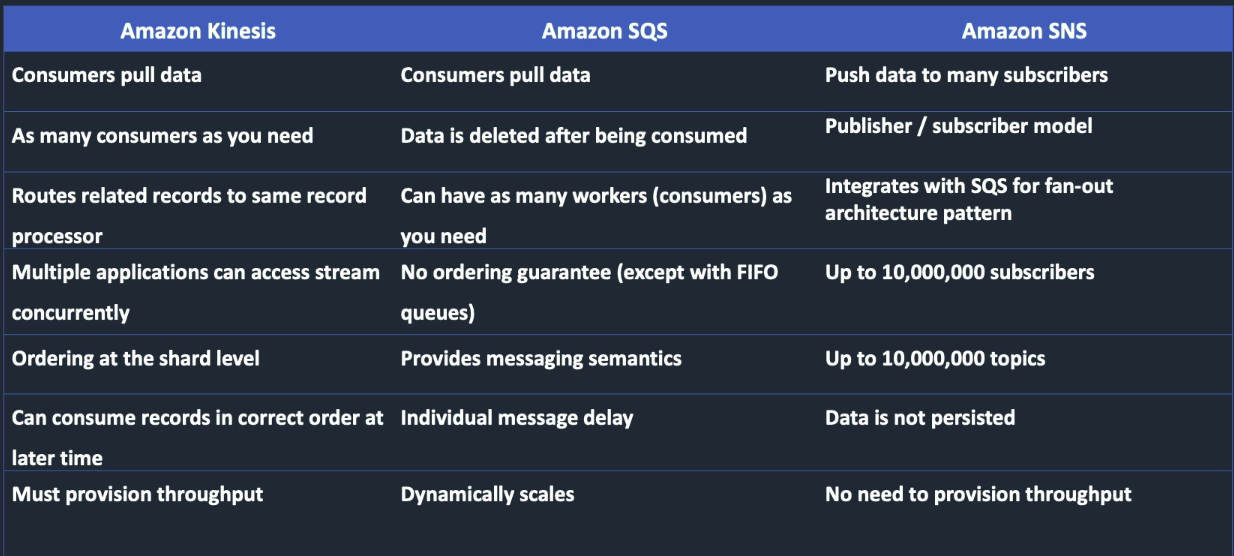 Amazon Kinesis Amazon SQS Amazon SNS
Consumers pull data Consumers pull data Push data to many subscribers
As many consumers as you need Data is deleted after being consumed Publisher / subscriber model
Routes related records to same record
processor
Can have as many workers (consumers) as
you need
Integrates with SQS for fan-out
architecture pattern
Multiple applications can access stream
concurrently
No ordering guarantee (except with FIFO
queues)
Up to 10,000,000 subscribers
Ordering at the shard level Provides messaging semantics Up to 10,000,000 topics
Can consume records in correct order at
later time
Individual message delay
Data is not persisted
Must provision throughput Dynamically scales No need to provision throughput